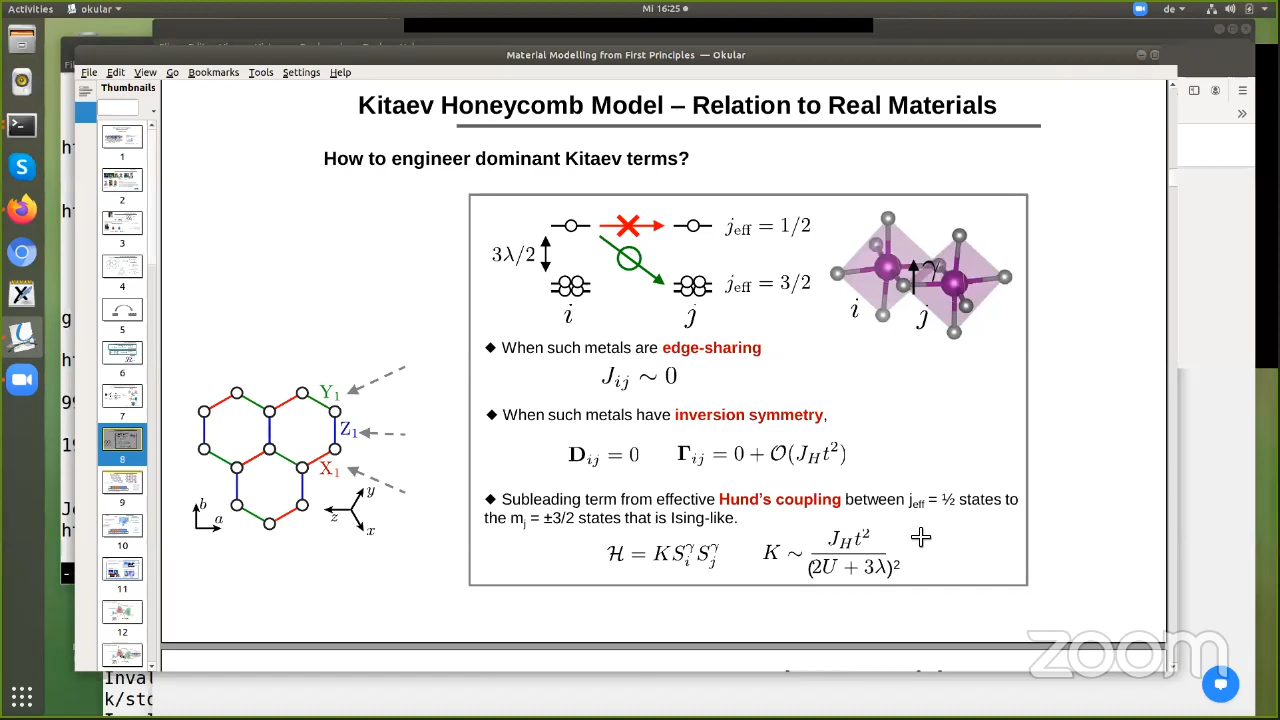 Activities okular Mi 16:25 de
Material Modelling from First Principles — Okular
File Edit View Go Bookmarks Tools Settings Help
Thumbnails
1
2
3
4
5
6
7
8
9
10
11
12
Kitaev Honeycomb Model – Relation to Real Materials
How to engineer dominant Kitaev terms?
3λ/2
j_eff = 1/2
j_eff = 3/2
i j
γ
i j
◆ When such metals are edge-sharing
J_ij ∼ 0
◆ When such metals have inversion symmetry,
D_ij = 0 Γ_ij = 0 + O(J_H t²)
◆ Subleading term from effective Hund's coupling between j_eff = ½ states to
the m_j = ±3/2 states that is Ising-like.
H = K S_i^γ S_j^γ K ∼ J_H t² / (2U + 3λ)²
Y₁
Z₁
X₁
b
a
y
z
x
zoom
Inval
k/sto